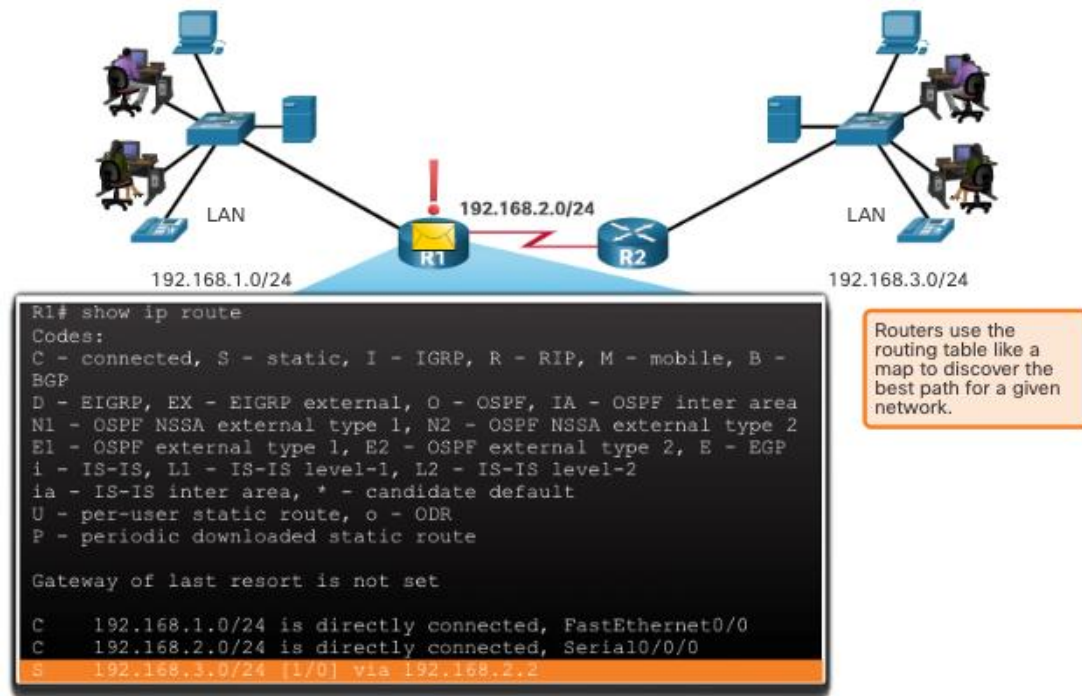 192.168.2.0/24
LAN
LAN
R1
R2
192.168.1.0/24
192.168.3.0/24
R1# show ip route
Codes:
C - connected, S - static, I - IGRP, R - RIP, M - mobile, B -
BGP
D - EIGRP, EX - EIGRP external, O - OSPF, IA - OSPF inter area
N1 - OSPF NSSA external type 1, N2 - OSPF NSSA external type 2
E1 - OSPF external type 1, E2 - OSPF external type 2, E - EGP
i - IS-IS, L1 - IS-IS level-1, L2 - IS-IS level-2
ia - IS-IS inter area, * - candidate default
U - per-user static route, o - ODR
P - periodic downloaded static route
Gateway of last resort is not set
C 192.168.1.0/24 is directly connected, FastEthernet0/0
C 192.168.2.0/24 is directly connected, Serial0/0/0
S 192.168.3.0/24 [1/0] via 192.168.2.2
Routers use the
routing table like a
map to discover the
best path for a given
network.